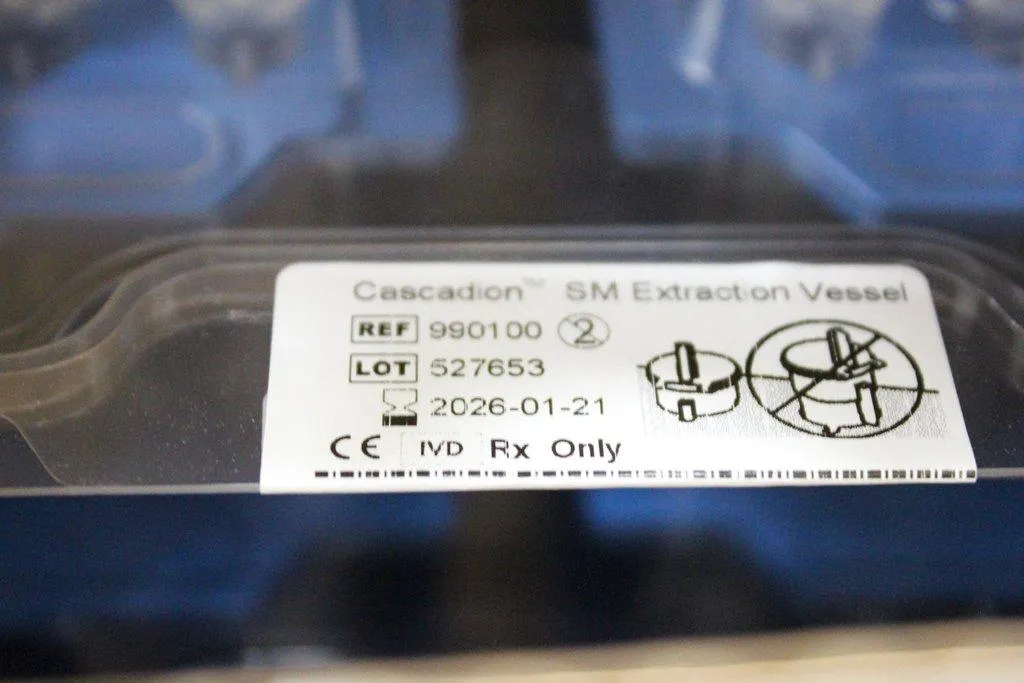 Cascadion™ SM Extraction Vessel
REF 990100 2
LOT 527653
2026-01-21
CE IVD Rx Only